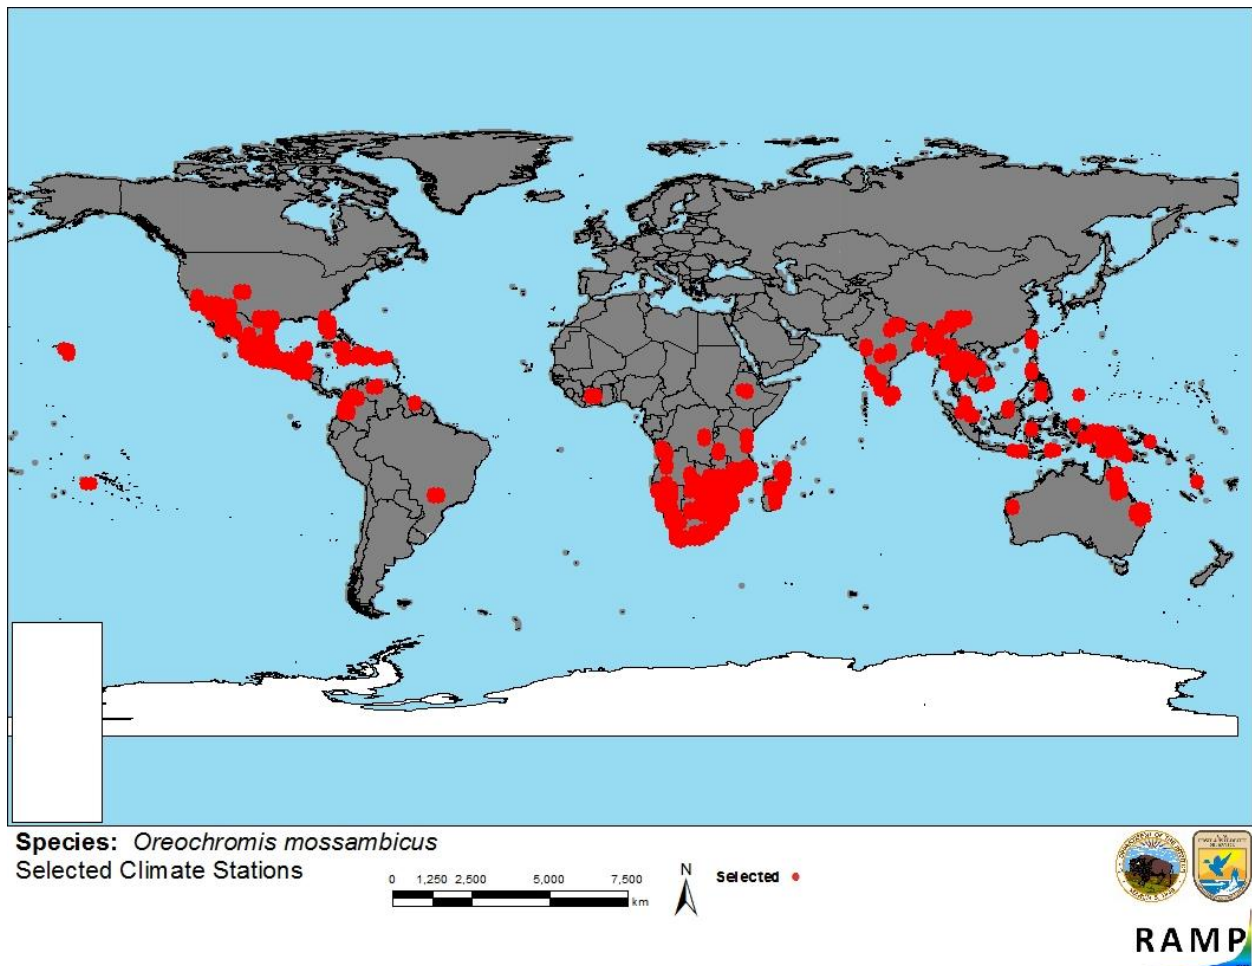 Species: Oreochromis mossambicus
Selected Climate Stations
0 1,250 2,500 5,000 7,500
km
N
Selected
RAMP